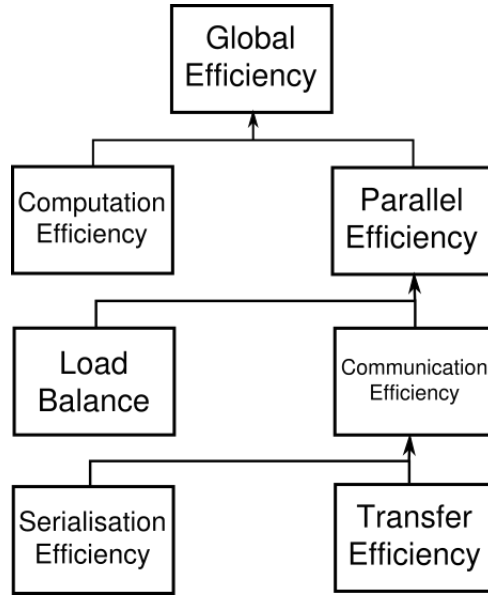 Global
Efficiency
Computation
Efficiency
Parallel
Efficiency
Load
Balance
Communication
Efficiency
Serialisation
Efficiency
Transfer
Efficiency